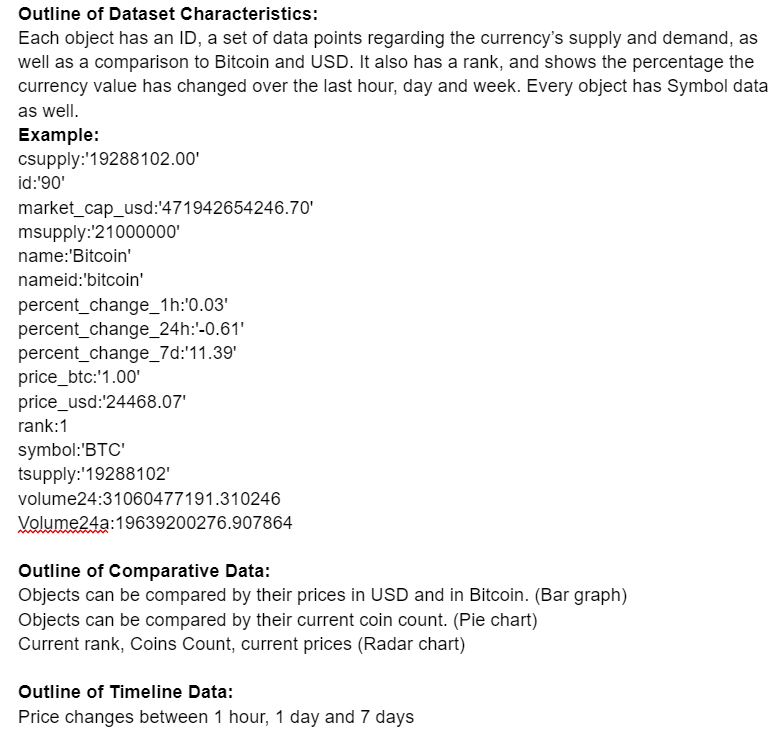 Outline of Dataset Characteristics:
Each object has an ID, a set of data points regarding the currency’s supply and demand, as
well as a comparison to Bitcoin and USD. It also has a rank, and shows the percentage the
currency value has changed over the last hour, day and week. Every object has Symbol data
as well.
Example:
csupply:'19288102.00'
id:'90'
market_cap_usd:'471942654246.70'
msupply:'21000000'
name:'Bitcoin'
nameid:'bitcoin'
percent_change_1h:'0.03'
percent_change_24h:'-0.61'
percent_change_7d:'11.39'
price_btc:'1.00'
price_usd:'24468.07'
rank:1
symbol:'BTC'
tsupply:'19288102'
volume24:31060477191.310246
Volume24a:19639200276.907864
Outline of Comparative Data:
Objects can be compared by their prices in USD and in Bitcoin. (Bar graph)
Objects can be compared by their current coin count. (Pie chart)
Current rank, Coins Count, current prices (Radar chart)
Outline of Timeline Data:
Price changes between 1 hour, 1 day and 7 days